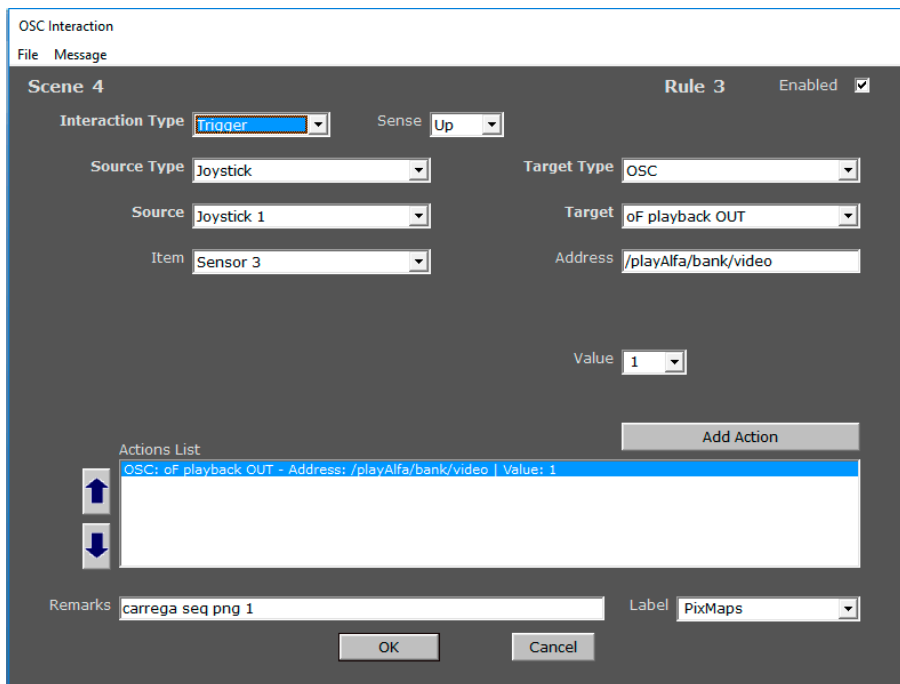 OSC Interaction
File Message
Scene 4 Rule 3 Enabled
Interaction Type Trigger Sense Up
Source Type Joystick Target Type OSC
Source Joystick 1 Target oF playback OUT
Item Sensor 3 Address /playAlfa/bank/video
Value 1
Add Action
Actions List
OSC: oF playback OUT - Address: /playAlfa/bank/video | Value: 1
Remarks carrega seq png 1 Label PixMaps
OK Cancel